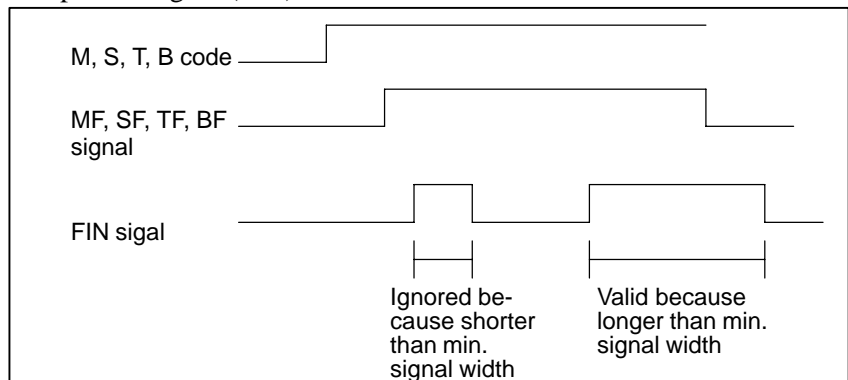 M, S, T, B code
MF, SF, TF, BF
signal
FIN sigal
Ignored be-
cause shorter
than min.
signal width
Valid because
longer than min.
signal width